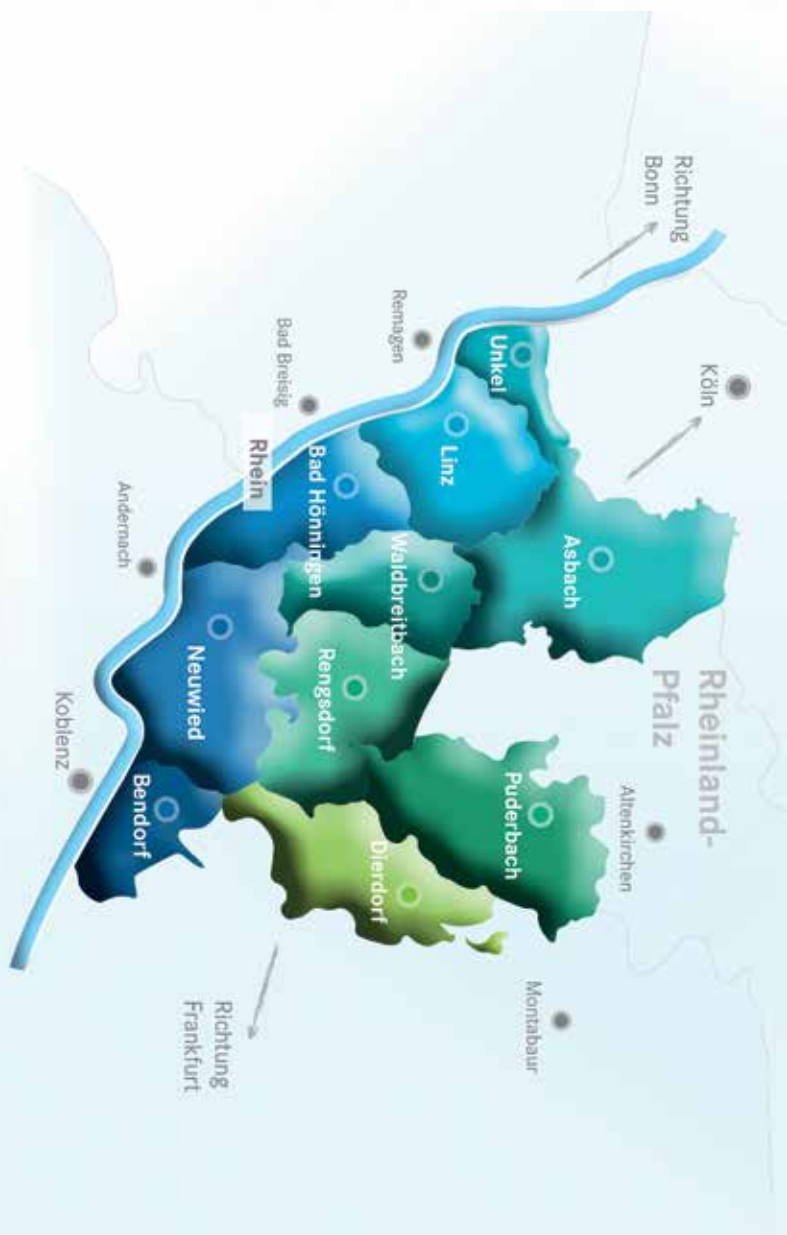 Richtung
Bonn
Köln
Rheinland-
Pfalz
Altenkirchen
Montabaur
Remagen
Unkel
Linz
Asbach
Bad Breisig
Rhein
Bad Hönningen
Waldbreitbach
Rengsdorf
Puderbach
Andernach
Neuwied
Dierdorf
Koblenz
Bendorf
Richtung
Frankfurt